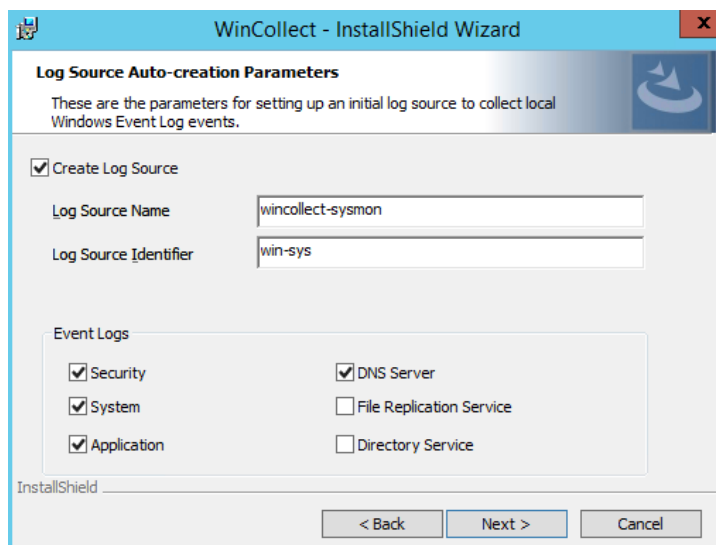 WinCollect - InstallShield Wizard
x
Log Source Auto-creation Parameters
These are the parameters for setting up an initial log source to collect local
Windows Event Log events.
Create Log Source
Log Source Name
wincollect-sysmon
Log Source Identifier
win-sys
Event Logs
Security
DNS Server
System
File Replication Service
Application
Directory Service
InstallShield
< Back
Next >
Cancel